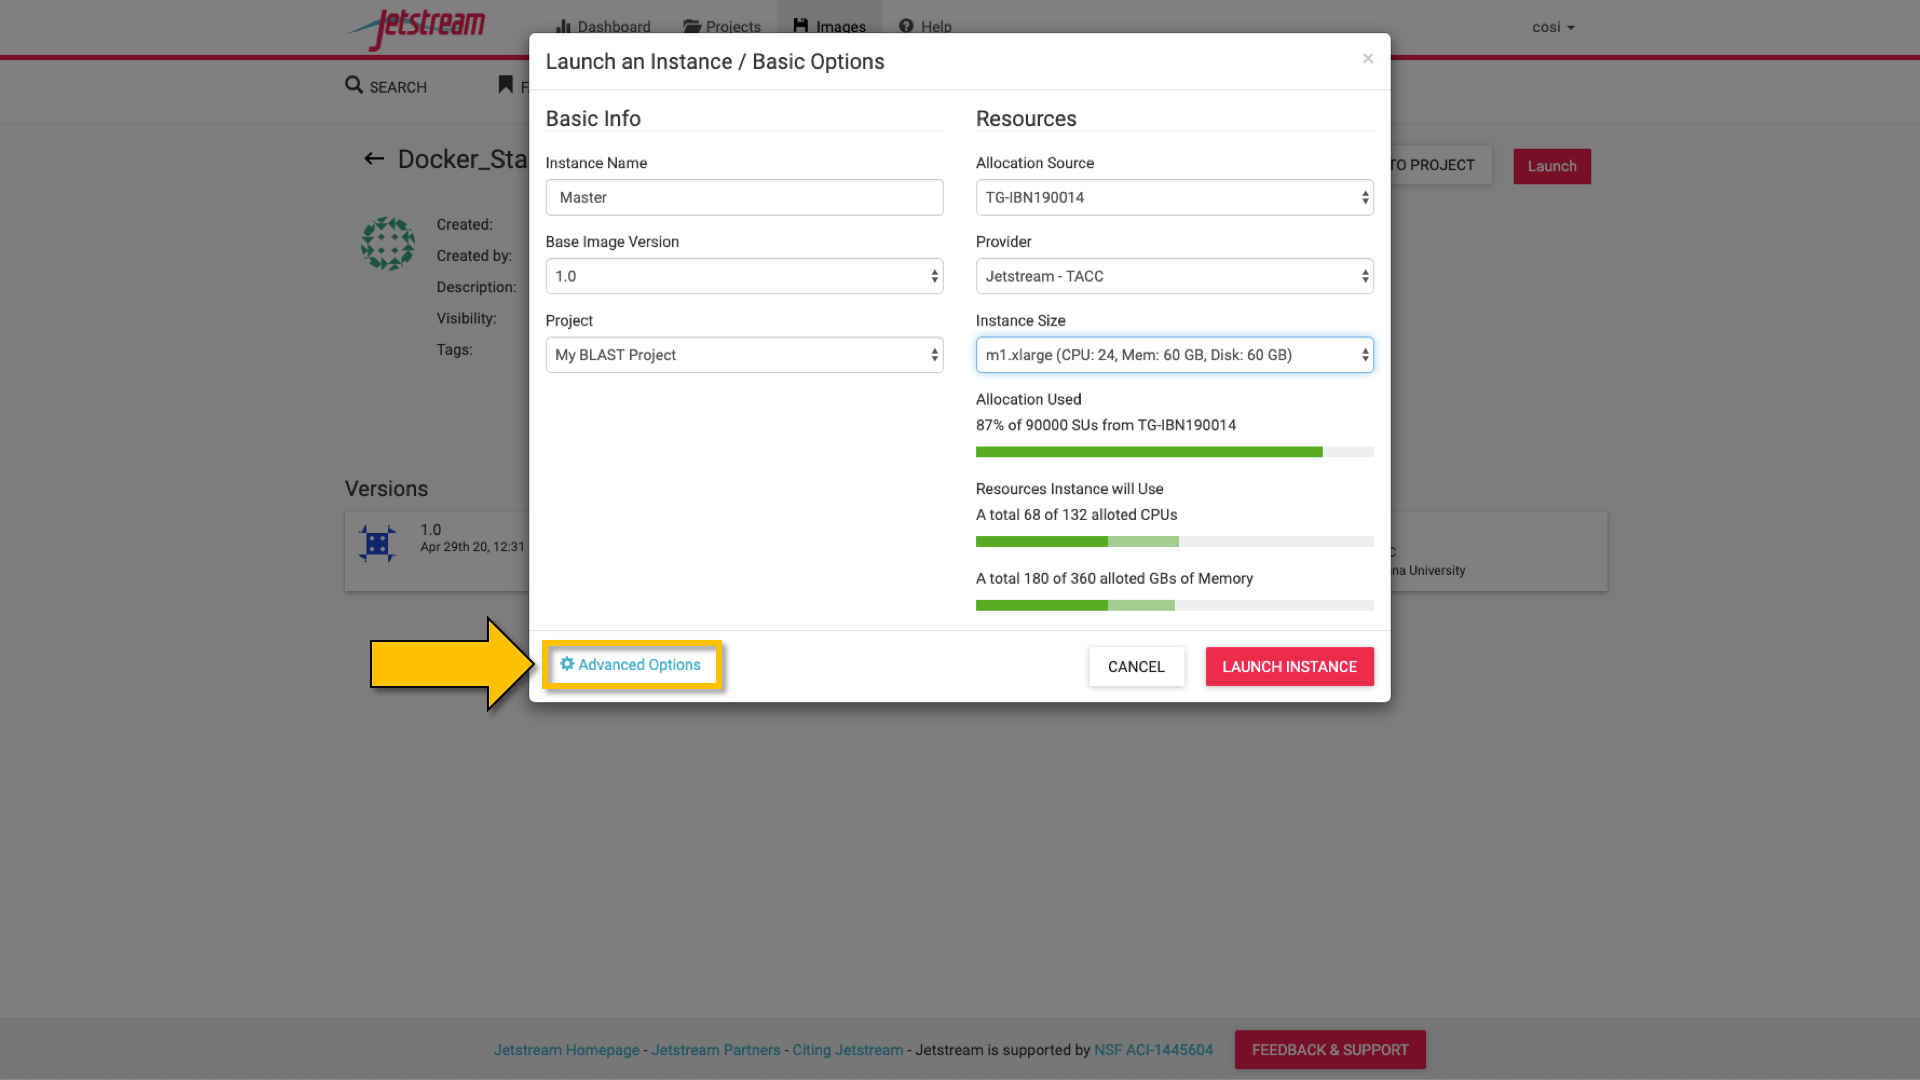 Jetstream
Dashboard
Projects
Images
Help
cosi
SEARCH
Launch an Instance / Basic Options
×
Basic Info
Resources
Instance Name
Master
Allocation Source
TG-IBN190014
Base Image Version
1.0
Provider
Jetstream - TACC
Project
My BLAST Project
Instance Size
m1.xlarge (CPU: 24, Mem: 60 GB, Disk: 60 GB)
Allocation Used
87% of 90000 SUs from TG-IBN190014
Resources Instance will Use
A total 68 of 132 alloted CPUs
A total 180 of 360 alloted GBs of Memory
Advanced Options
CANCEL
LAUNCH INSTANCE
Docker_Sta
TO PROJECT
Launch
Created:
Created by:
Description:
Visibility:
Tags:
Versions
1.0
Apr 29th 20, 12:31
na University
Jetstream Homepage - Jetstream Partners - Citing Jetstream - Jetstream is supported by NSF ACI-1445604
FEEDBACK & SUPPORT